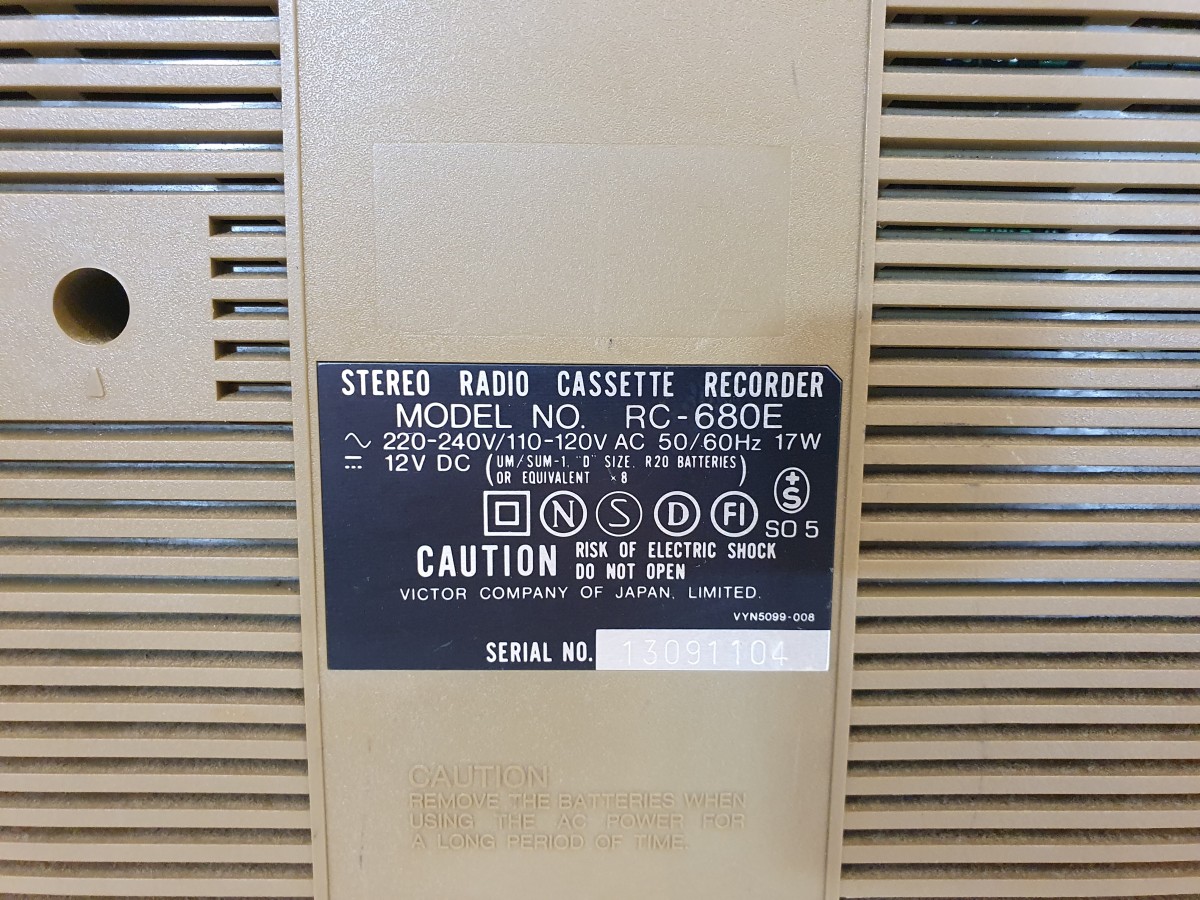 STEREO RADIO CASSETTE RECORDER
MODEL NO. RC-680E
220-240V/110-120V AC 50/60Hz 17W
12V DC (UM/SUM-1. "D" SIZE. R20 BATTERIES
OR EQUIVALENT ×8)
N S D FI +S
SO 5
CAUTION RISK OF ELECTRIC SHOCK
DO NOT OPEN
VICTOR COMPANY OF JAPAN, LIMITED.
VYN5099-008
SERIAL NO. 13091104
CAUTION
REMOVE THE BATTERIES WHEN
USING THE AC POWER FOR
A LONG PERIOD OF TIME.